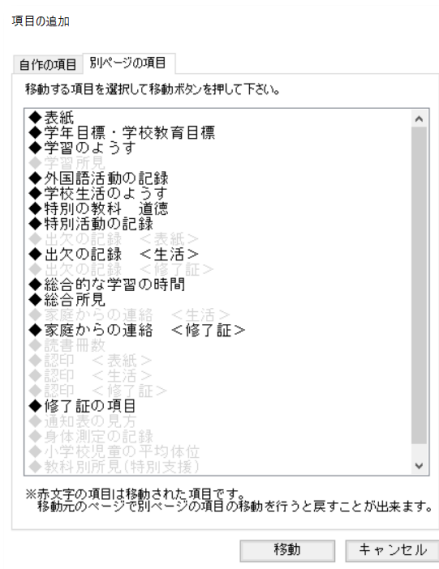 項目の追加
自作の項目 別ページの項目
移動する項目を選択して移動ボタンを押して下さい。
◆表紙
◆学年目標・学校教育目標
◆学習のようす
◆学習所見
◆外国語活動の記録
◆学校生活のようす
◆特別の教科　道徳
◆特別活動の記録
◆出欠の記録　＜表紙＞
◆出欠の記録　＜生活＞
◆出欠の記録　＜修了証＞
◆総合的な学習の時間
◆総合所見
◆家庭からの連絡　＜生活＞
◆家庭からの連絡　＜修了証＞
◆読書冊数
◆認印　＜表紙＞
◆認印　＜生活＞
◆認印　＜修了証＞
◆修了証の項目
◆通知表の見方
◆身体測定の記録
◆小学校児童の平均体位
◆教科別所見(特別支援)
※赤文字の項目は移動された項目です。
移動元のページで別ページの項目の移動を行うと戻すことが出来ます。
移動 キャンセル